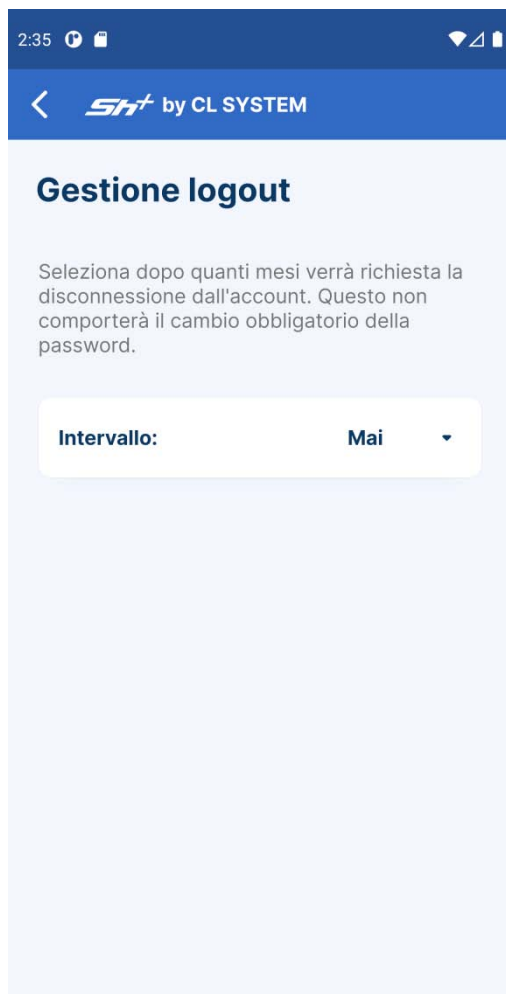 2:35
Sh+ by CL SYSTEM
Gestione logout
Seleziona dopo quanti mesi verrà richiesta la
disconnessione dall'account. Questo non
comporterà il cambio obbligatorio della
password.
Intervallo: Mai